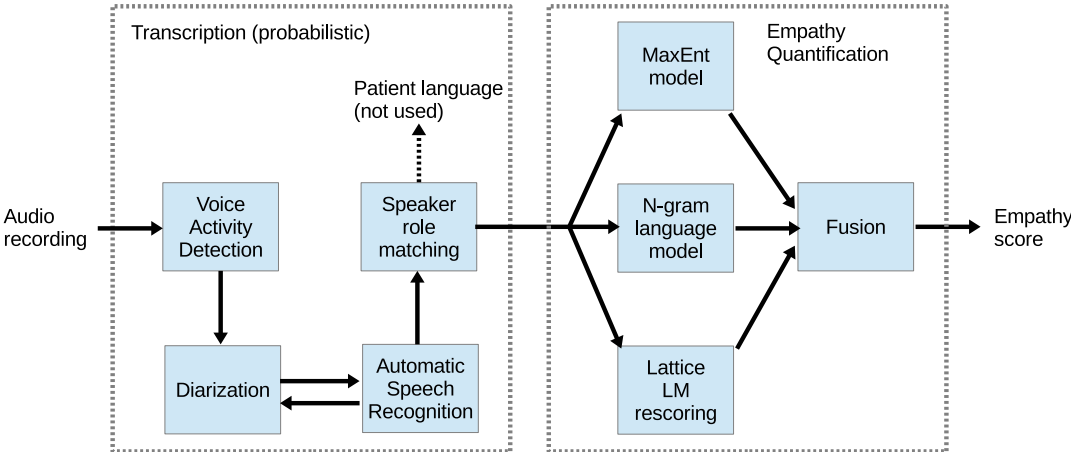 Transcription (probabilistic)
Patient language
(not used)
Audio
recording
Voice
Activity
Detection
Speaker
role
matching
Diarization
Automatic
Speech
Recognition
Empathy
Quantification
MaxEnt
model
N-gram
language
model
Lattice
LM
rescoring
Fusion
Empathy
score